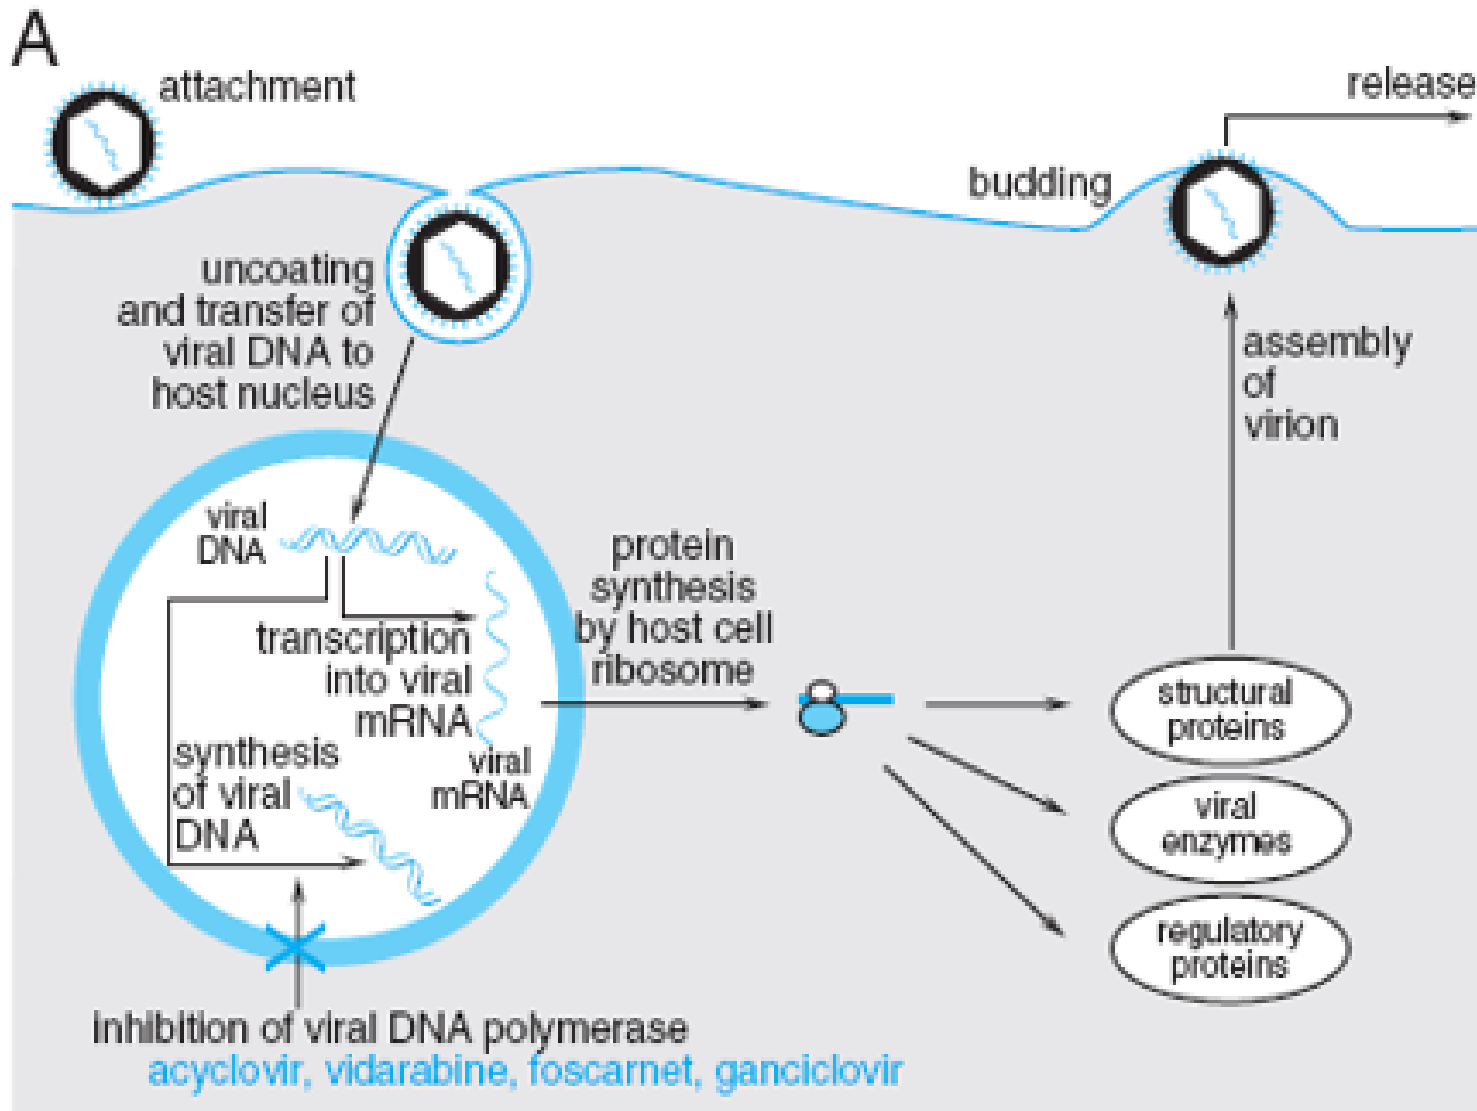 A
attachment
release
budding
uncoating
and transfer of
viral DNA to
host nucleus
assembly
of
virion
viral
DNA
transcription
into viral
mRNA
viral
mRNA
synthesis
of viral
DNA
protein
synthesis
by host cell
ribosome
structural
proteins
viral
enzymes
regulatory
proteins
inhibition of viral DNA polymerase
acyclovir, vidarabine, foscarnet, ganciclovir